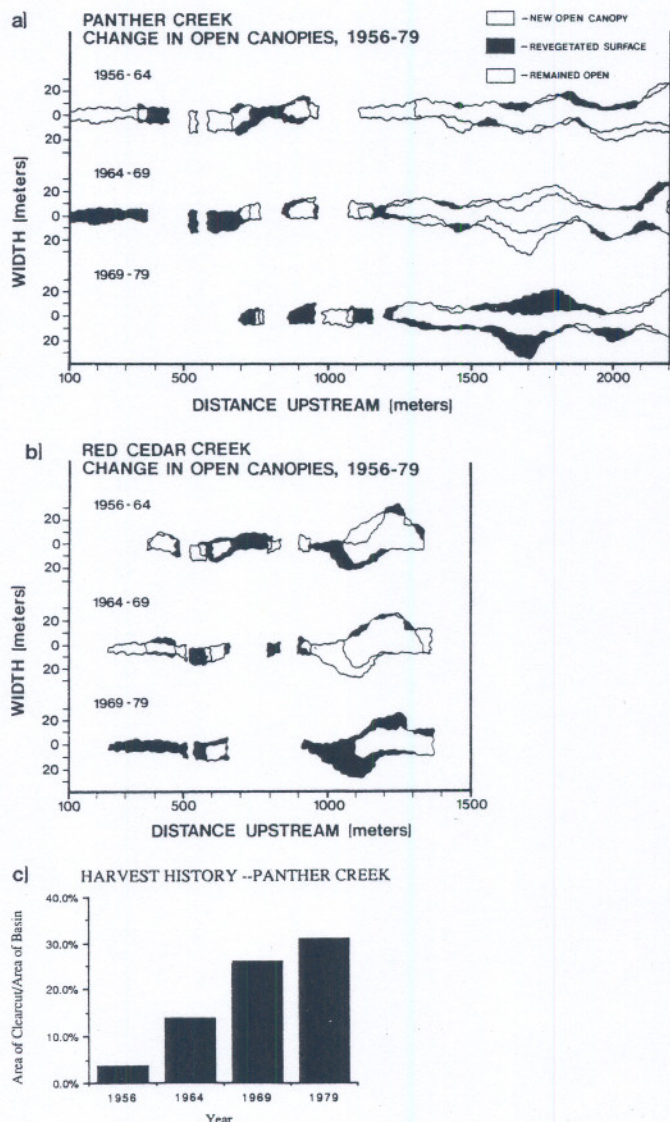 a)
PANTHER CREEK
CHANGE IN OPEN CANOPIES, 1956-79
-NEW OPEN CANOPY
-REVEGETATED SURFACE
-REMAINED OPEN
1956-64
20
0
20
1964-69
20
0
20
1969-79
20
0
20
WIDTH (meters)
100 500 1000 1500 2000
DISTANCE UPSTREAM (meters)
b)
RED CEDAR CREEK
CHANGE IN OPEN CANOPIES, 1956-79
1956-64
20
0
20
1964-69
20
0
20
1969-79
20
0
20
WIDTH (meters)
100 500 1000 1500
DISTANCE UPSTREAM (meters)
c)
HARVEST HISTORY --PANTHER CREEK
Area of Clearcut/Area of Basin
40.0%
30.0%
20.0%
10.0%
0.0%
1956 1964 1969 1979
Year